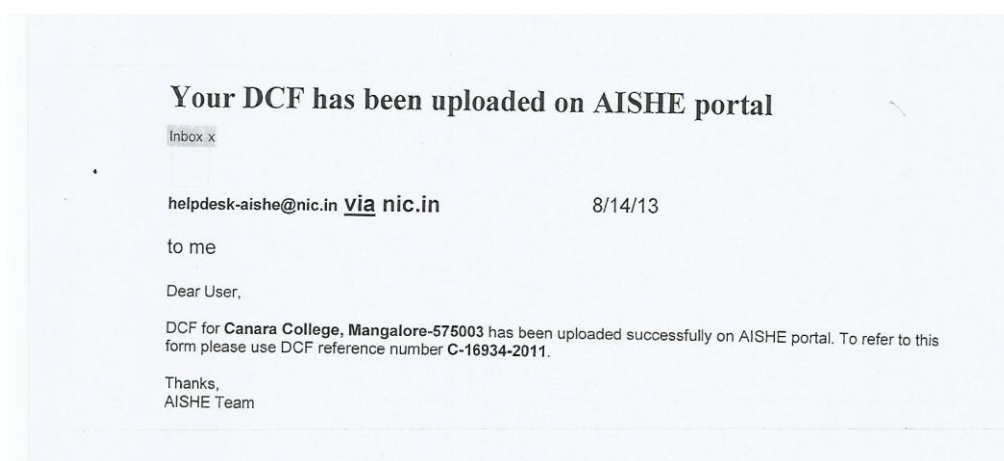 Your DCF has been uploaded on AISHE portal
Inbox x
helpdesk-aishe@nic.in via nic.in 8/14/13
to me
Dear User,
DCF for Canara College, Mangalore-575003 has been uploaded successfully on AISHE portal. To refer to this
form please use DCF reference number C-16934-2011.
Thanks,
AISHE Team